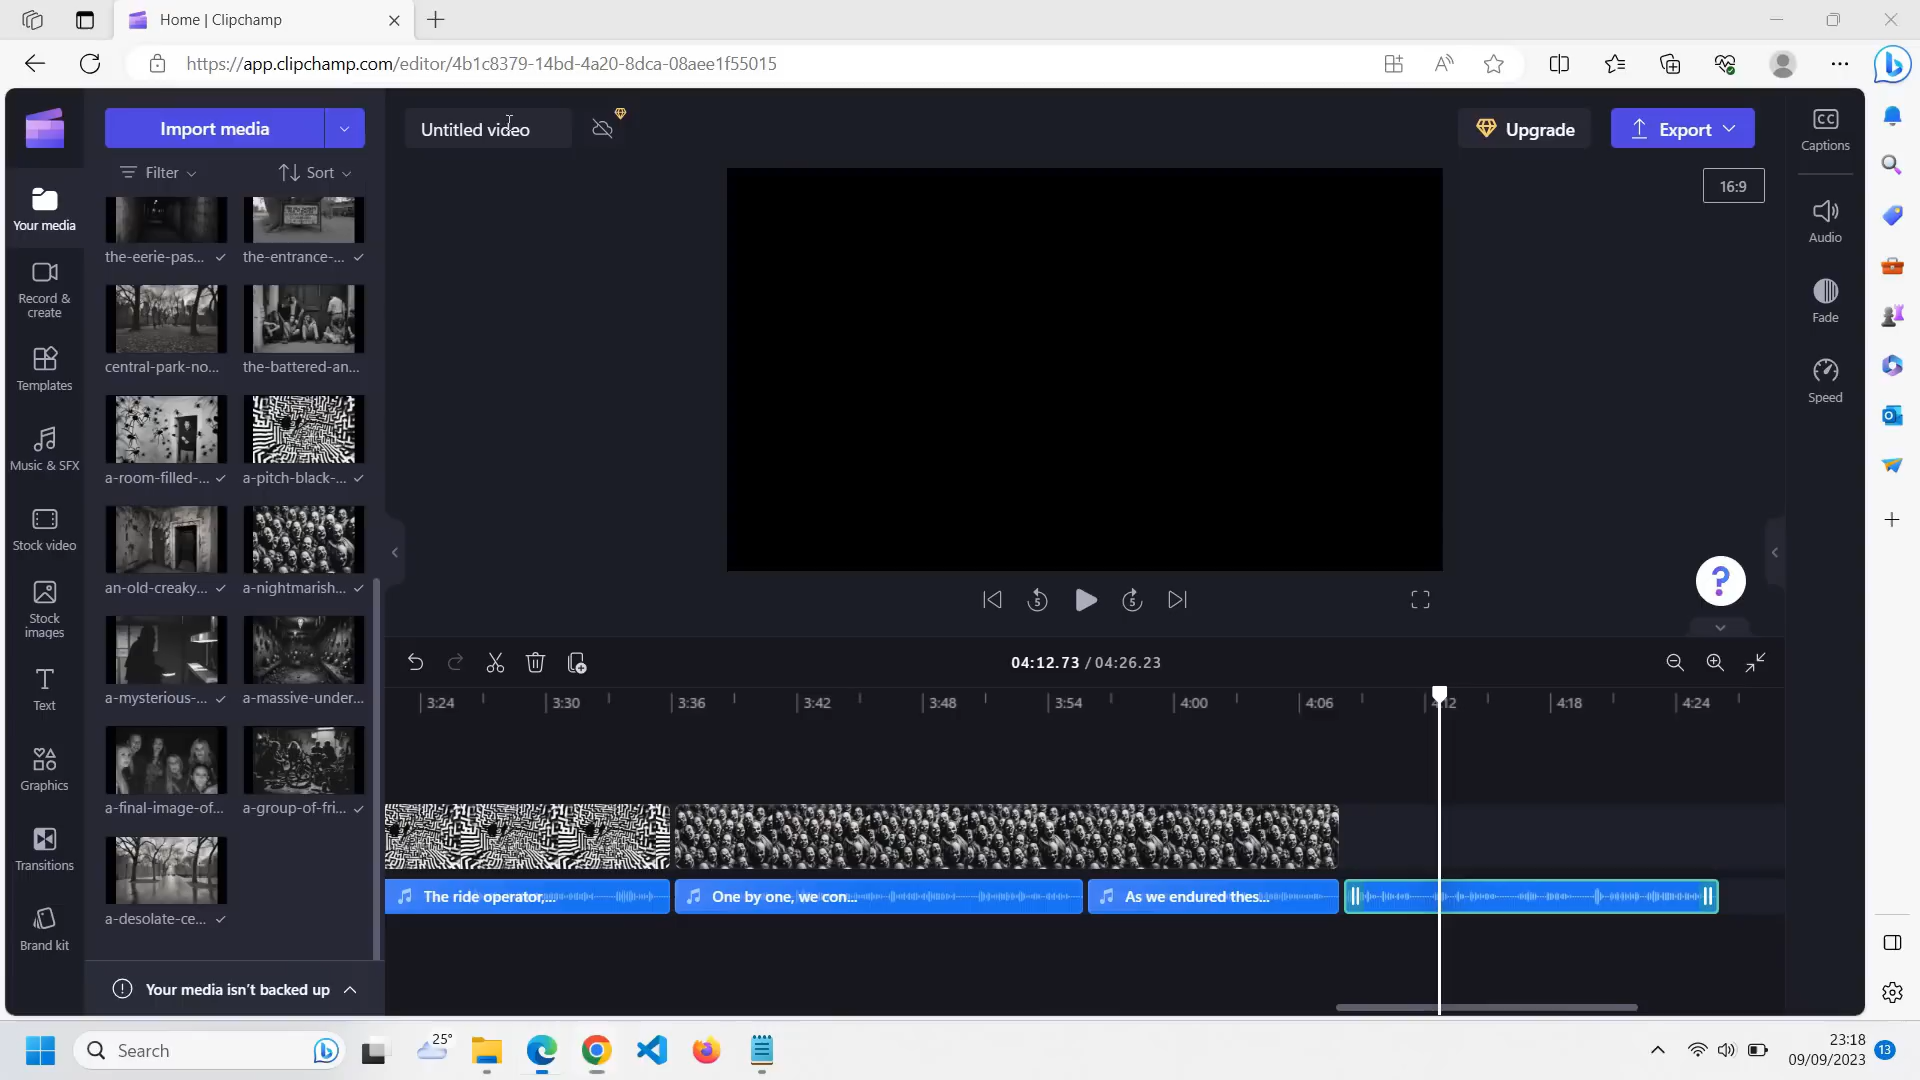 Home | Clipchamp
https://app.clipchamp.com/editor/4b1c8379-14bd-4a20-8dca-08aee1f55015
Import media
Untitled video
Upgrade
Export
CC
Captions
Filter
Sort
16:9
Your media
the-eerie-pas...
the-entrance-...
Audio
Record &
create
Fade
central-park-no...
the-battered-an...
Templates
Speed
Music & SFX
a-room-filled-...
a-pitch-black-...
Stock video
an-old-creaky...
a-nightmarish...
?
5
5
Stock
images
a-mysterious-...
a-massive-under...
04:12.73 / 04:26.23
Text
3:24
3:30
3:36
3:42
3:48
3:54
4:00
4:06
4:18
4:24
Graphics
a-final-image-of...
a-group-of-fri...
Transitions
a-desolate-ce...
The ride operator,...
One by one, we con...
As we endured thes...
Brand kit
Your media isn't backed up
Search
25°
23:18
09/09/2023
13